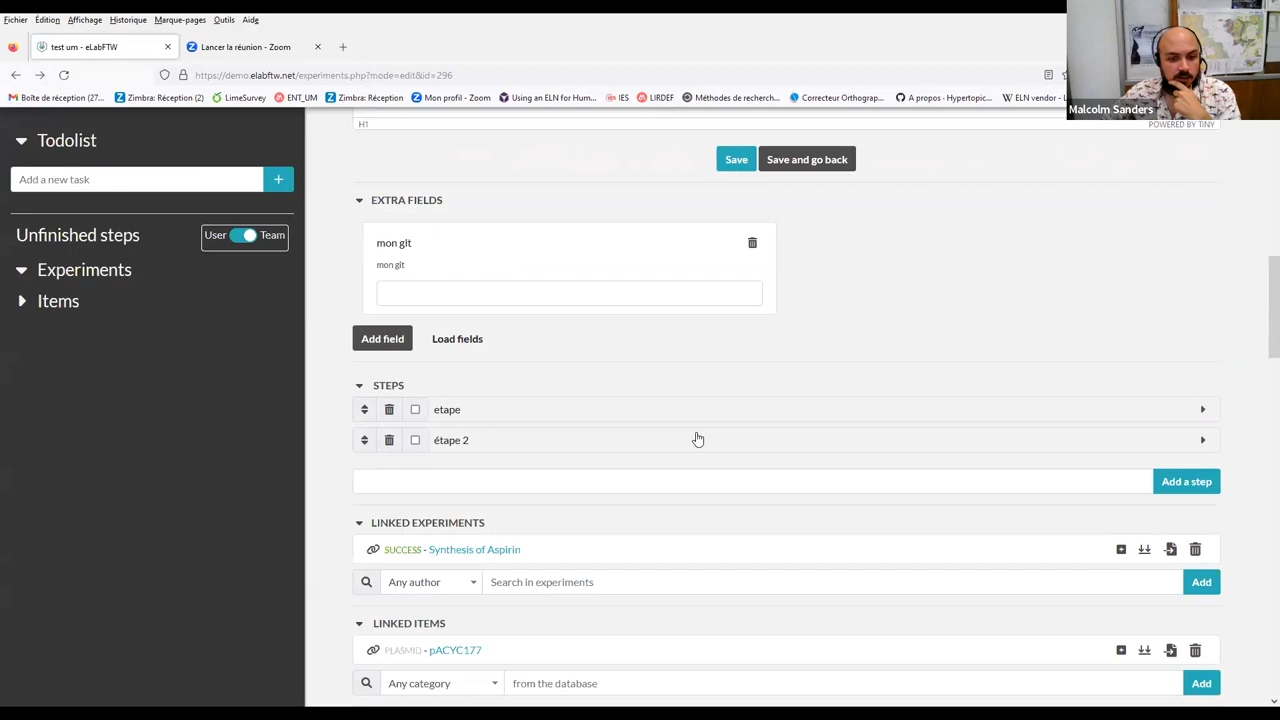 Fichier Édition Affichage Historique Marque-pages Outils Aide
test um - eLabFTW
Lancer la réunion - Zoom
https://demo.elabftw.net/experiments.php?mode=edit&id=296
Boîte de réception (27... Zimbra: Réception (2) LimeSurvey ENT_UM Zimbra: Réception Mon profil - Zoom Using an ELN for Hum... IES LIRDEF Méthodes de recherch... Correcteur Orthograp... A propos · Hypertopic... ELN vendor - U
Malcolm Sanders
H1
POWERED BY TINY
Todolist
Add a new task
+
Unfinished steps
User Team
Experiments
Items
Save
Save and go back
EXTRA FIELDS
mon git
mon git
Add field
Load fields
STEPS
etape
étape 2
Add a step
LINKED EXPERIMENTS
SUCCESS - Synthesis of Aspirin
Any author
Search in experiments
Add
LINKED ITEMS
PLASMID - pACYC177
Any category
from the database
Add